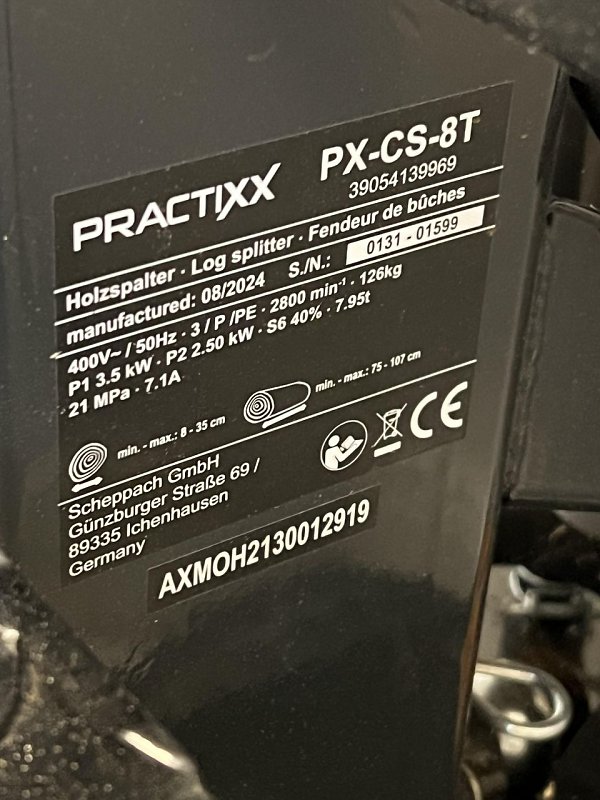 PRACTIXX
PX-CS-8T
39054139969
Holzspalter · Log splitter · Fendeur de bûches
manufactured: 08/2024 S./N.: 0131 - 01599
400V~ / 50Hz · 3 / P /PE · 2800 min⁻¹ · 126kg
P1 3.5 kW · P2 2.50 kW · S6 40% · 7.95t
21 MPa · 7.1A
min. - max.: 8 - 35 cm
min. - max.: 75 - 107 cm
CE
Scheppach GmbH
Günzburger Straße 69 /
89335 Ichenhausen
Germany
AXMOH2130012919